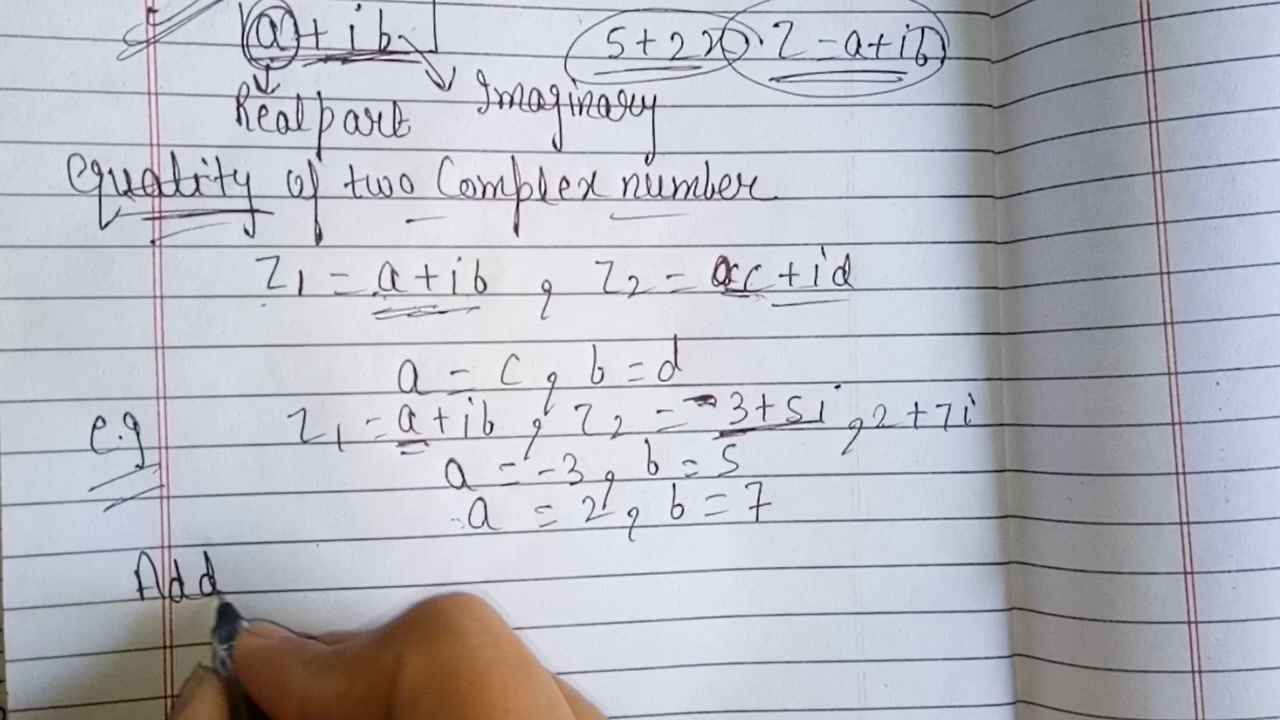 a + ib 5+2i Z = a+ib
Real part Imaginary
equality of two Complex number
Z1 = a + ib , Z2 = c + id
a = c , b = d
e.g Z1 = a + ib , Z2 = -3+5i , 2+7i
a = -3 , b = 5
a = 2 , b = 7
Add